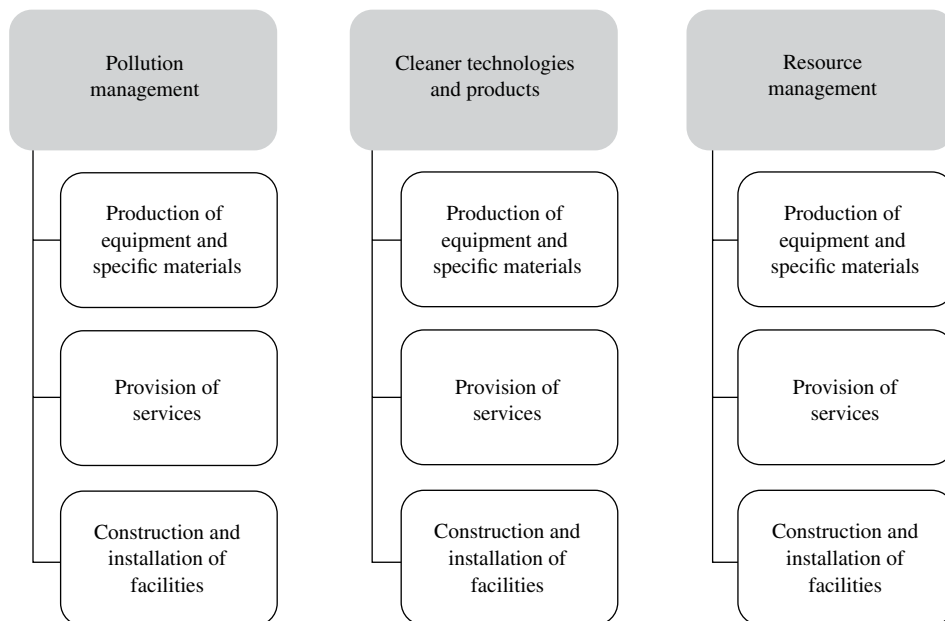 Pollution
management
Production of
equipment and
specific materials
Provision of
services
Construction and
installation of
facilities
Cleaner technologies
and products
Production of
equipment and
specific materials
Provision of
services
Construction and
installation of
facilities
Resource
management
Production of
equipment and
specific materials
Provision of
services
Construction and
installation of
facilities